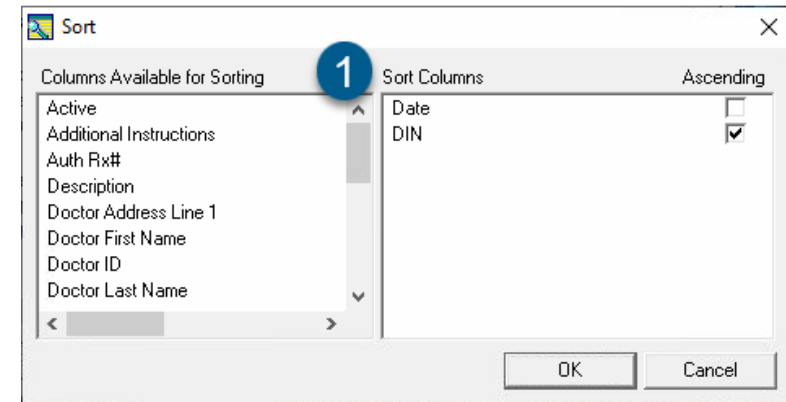 Sort
Columns Available for Sorting
1
Sort Columns
Ascending
Active
Additional Instructions
Auth Rx#
Description
Doctor Address Line 1
Doctor First Name
Doctor ID
Doctor Last Name
Date
DIN
OK
Cancel